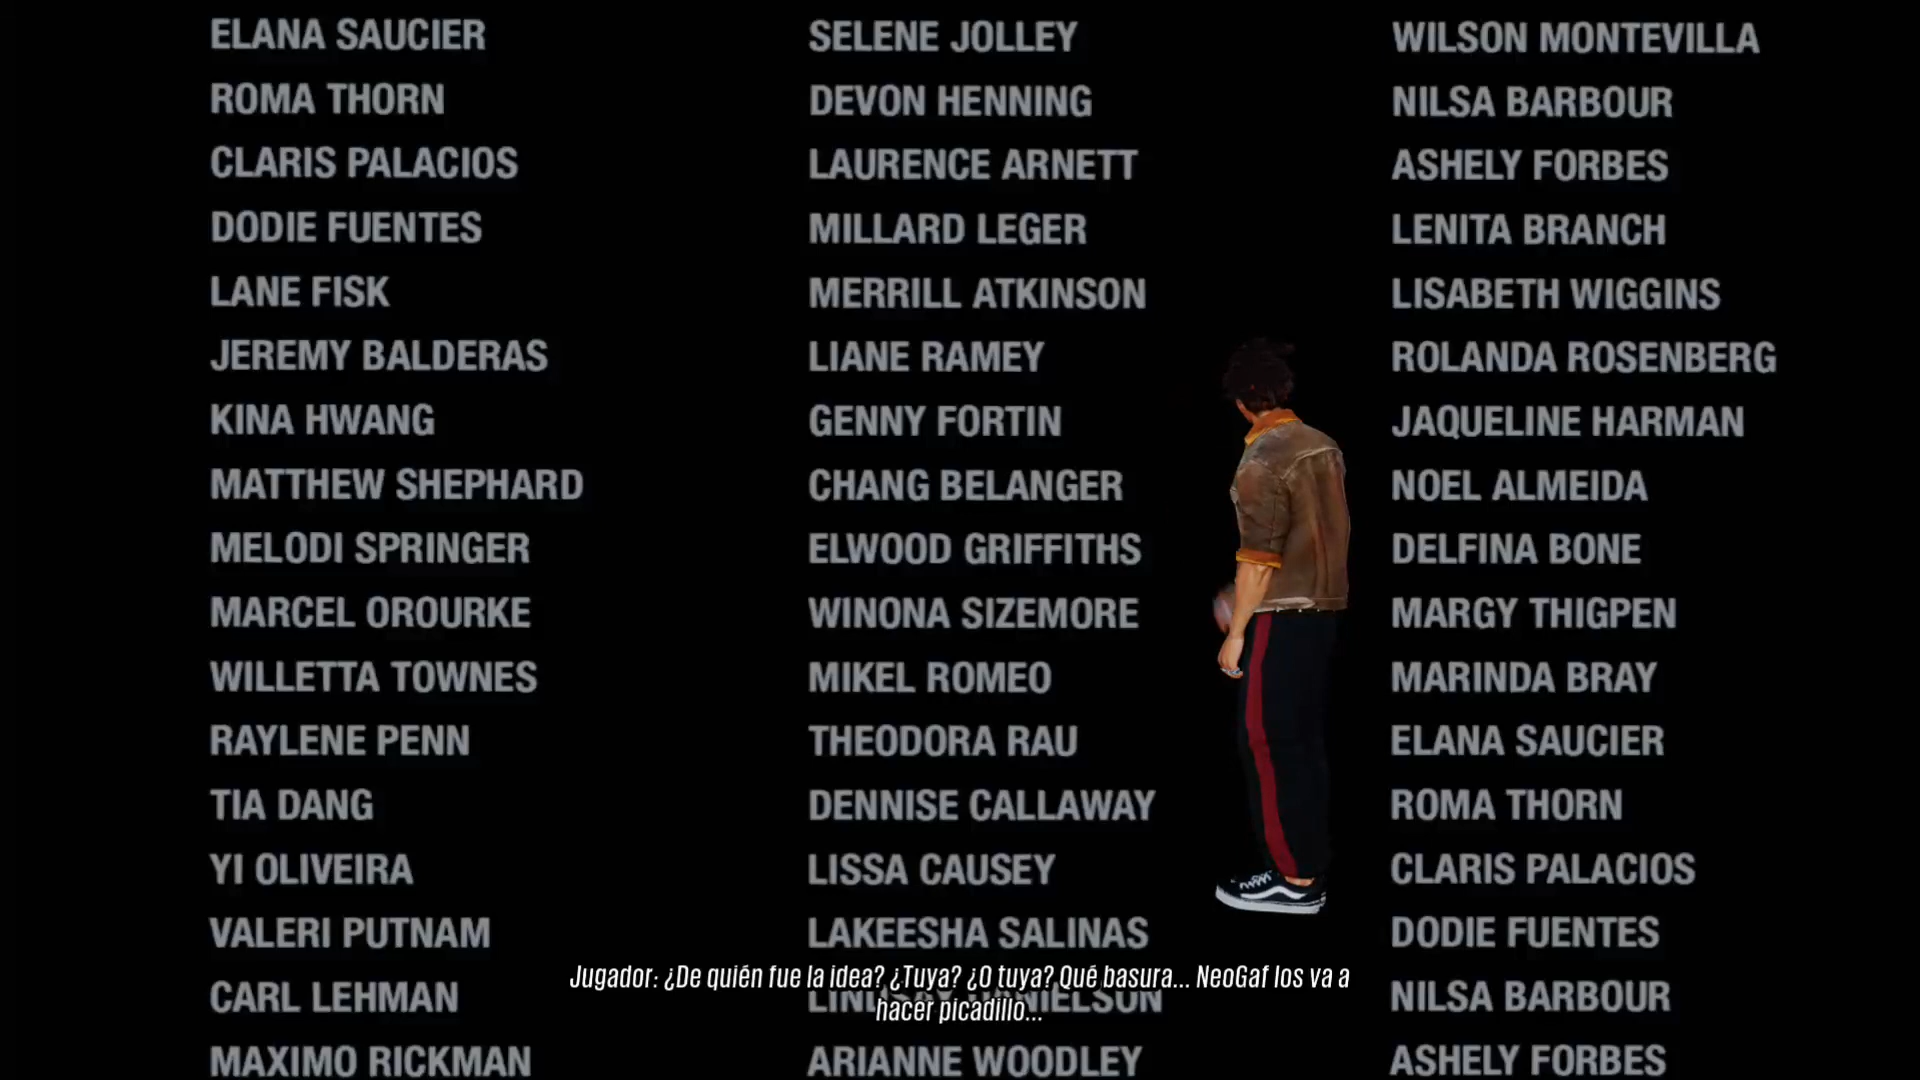 ELANA SAUCIER
ROMA THORN
CLARIS PALACIOS
DODIE FUENTES
LANE FISK
JEREMY BALDERAS
KINA HWANG
MATTHEW SHEPHARD
MELODI SPRINGER
MARCEL OROURKE
WILLETTA TOWNES
RAYLENE PENN
TIA DANG
YI OLIVEIRA
VALERI PUTNAM
CARL LEHMAN
MAXIMO RICKMAN
SELENE JOLLEY
DEVON HENNING
LAURENCE ARNETT
MILLARD LEGER
MERRILL ATKINSON
LIANE RAMEY
GENNY FORTIN
CHANG BELANGER
ELWOOD GRIFFITHS
WINONA SIZEMORE
MIKEL ROMEO
THEODORA RAU
DENNISE CALLAWAY
LISSA CAUSEY
LAKEESHA SALINAS
ARIANNE WOODLEY
WILSON MONTEVILLA
NILSA BARBOUR
ASHELY FORBES
LENITA BRANCH
LISABETH WIGGINS
ROLANDA ROSENBERG
JAQUELINE HARMAN
NOEL ALMEIDA
DELFINA BONE
MARGY THIGPEN
MARINDA BRAY
ELANA SAUCIER
ROMA THORN
CLARIS PALACIOS
DODIE FUENTES
NILSA BARBOUR
ASHELY FORBES
Jugador: ¿De quién fue la idea? ¿Tuya? ¿O tuya? Qué basura... NeoGaf los va a
hacer picadillo...